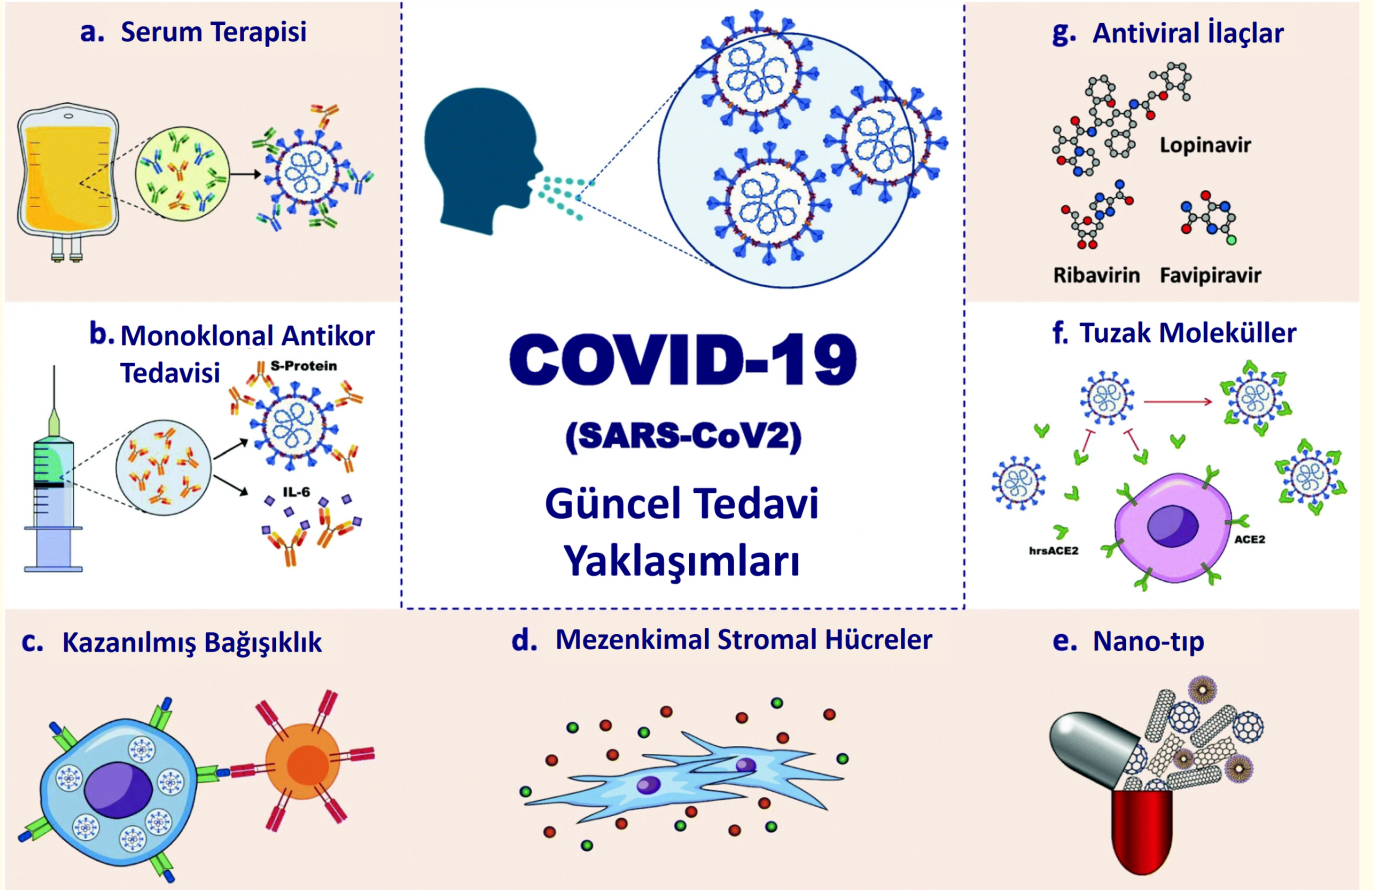 a. Serum Terapisi
b. Monoklonal Antikor
Tedavisi
S-Protein
IL-6
c. Kazanılmış Bağışıklık
COVID-19
(SARS-CoV2)
Güncel Tedavi
Yaklaşımları
d. Mezenkimal Stromal Hücreler
e. Nano-tıp
f. Tuzak Moleküller
hrsACE2
ACE2
g. Antiviral İlaçlar
Lopinavir
Ribavirin
Favipiravir